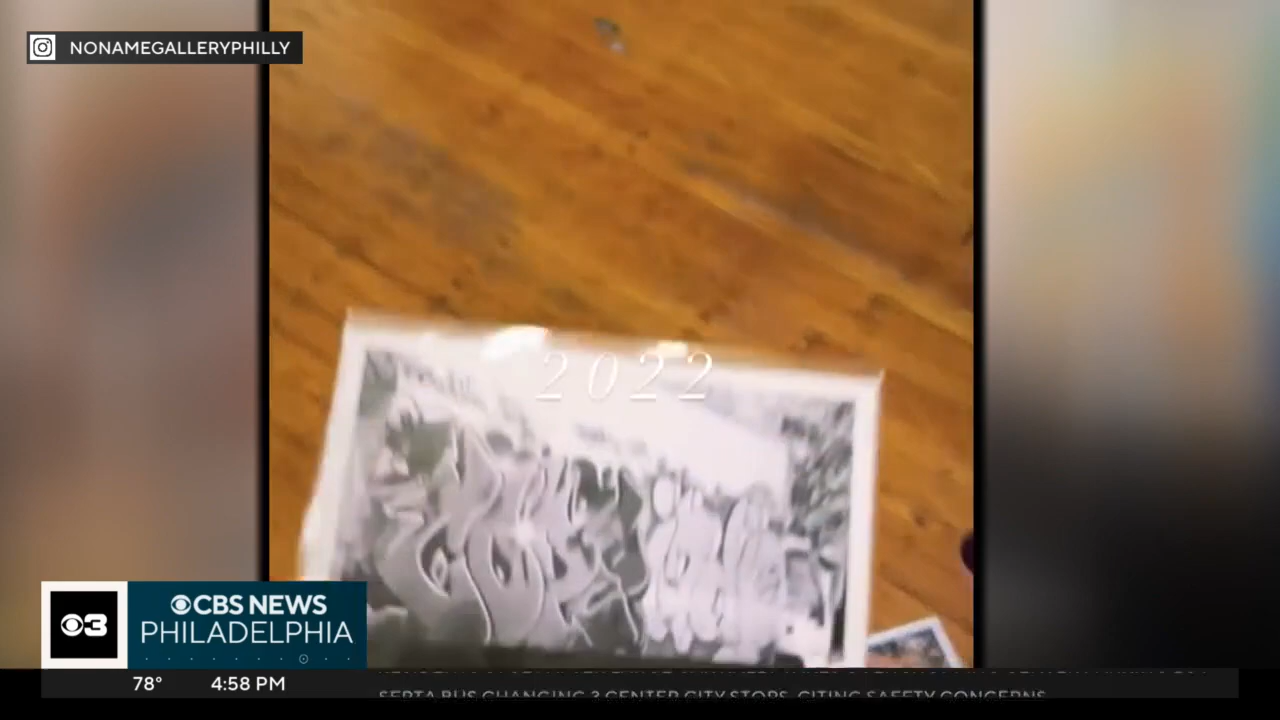 NONAMEGALLERYPHILLY
2022
3
CBS NEWS
PHILADELPHIA
78° 4:58 PM
SEPTA BUS CHANGING 3 CENTER CITY STOPS, CITING SAFETY CONCERNS